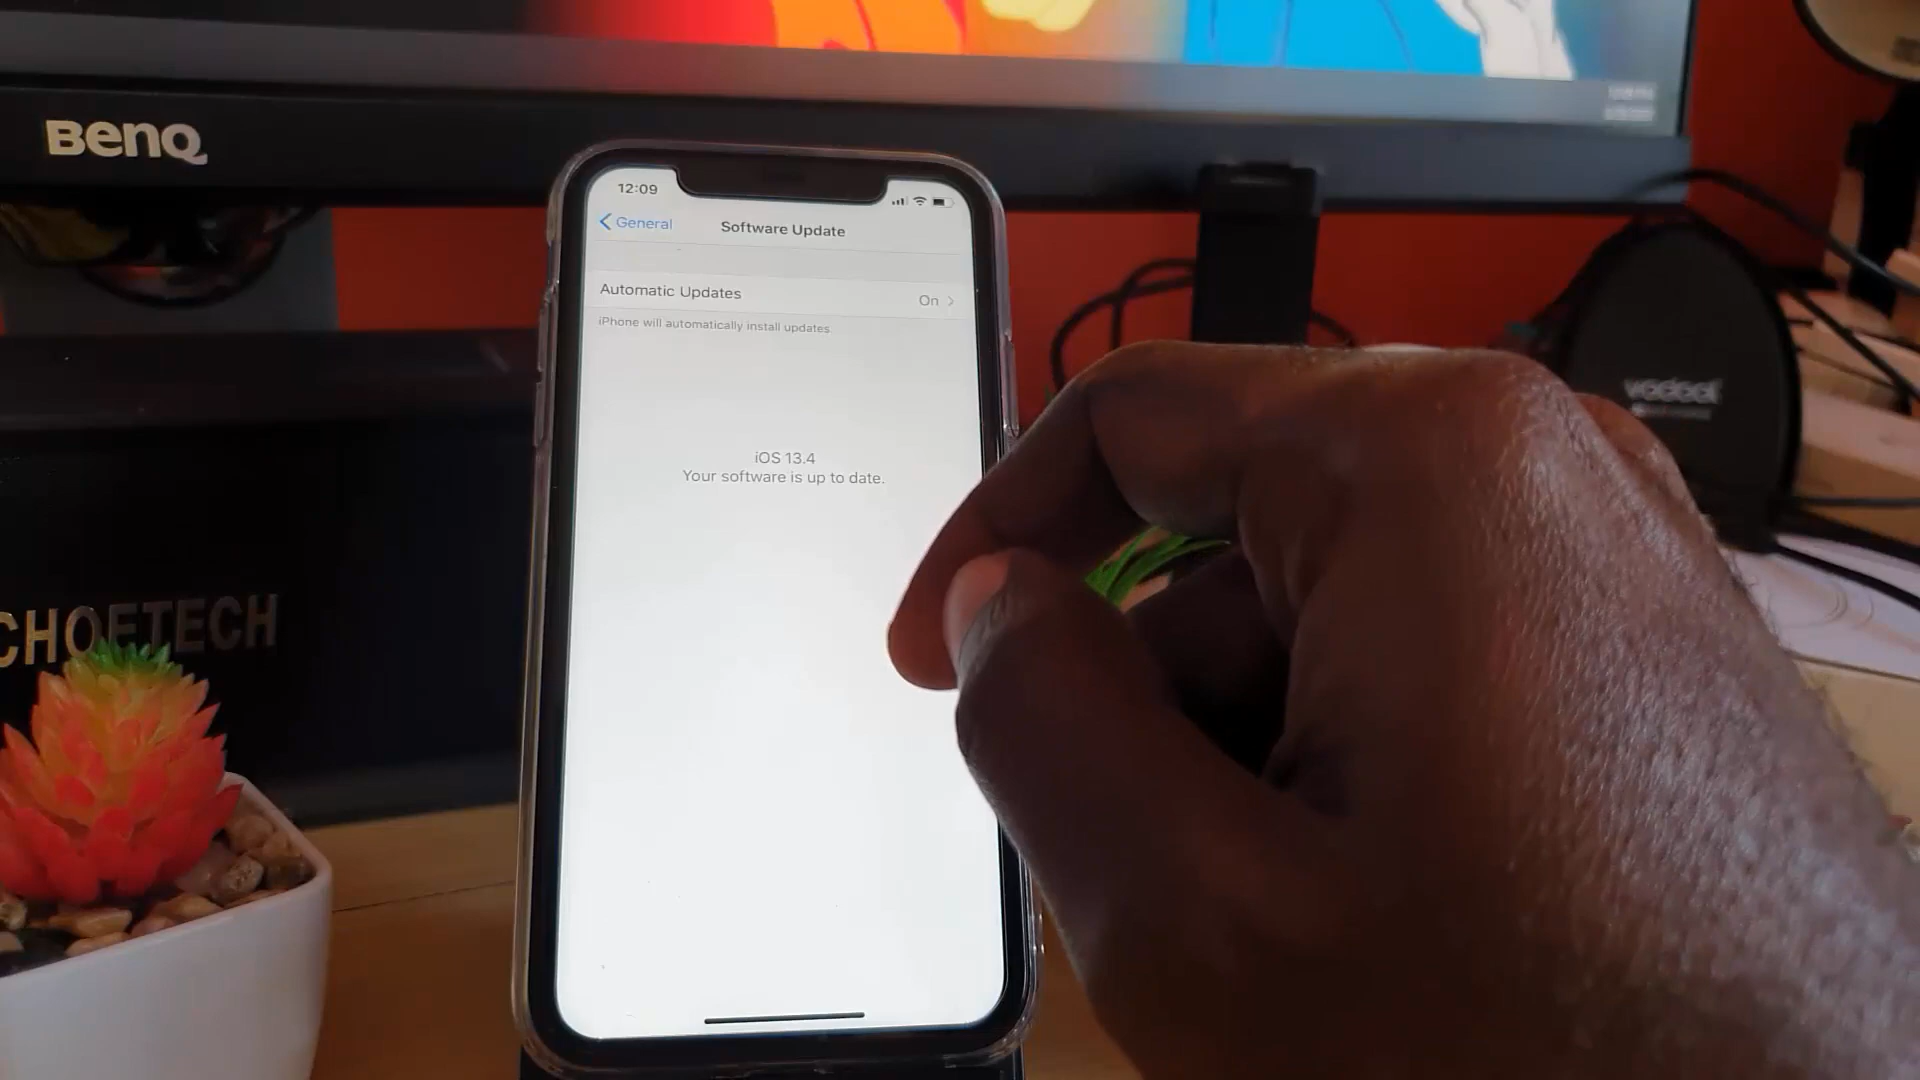 BenQ
12:09
General
Software Update
Automatic Updates
On
iPhone will automatically install updates
iOS 13.4
Your software is up to date.
CHOETECH